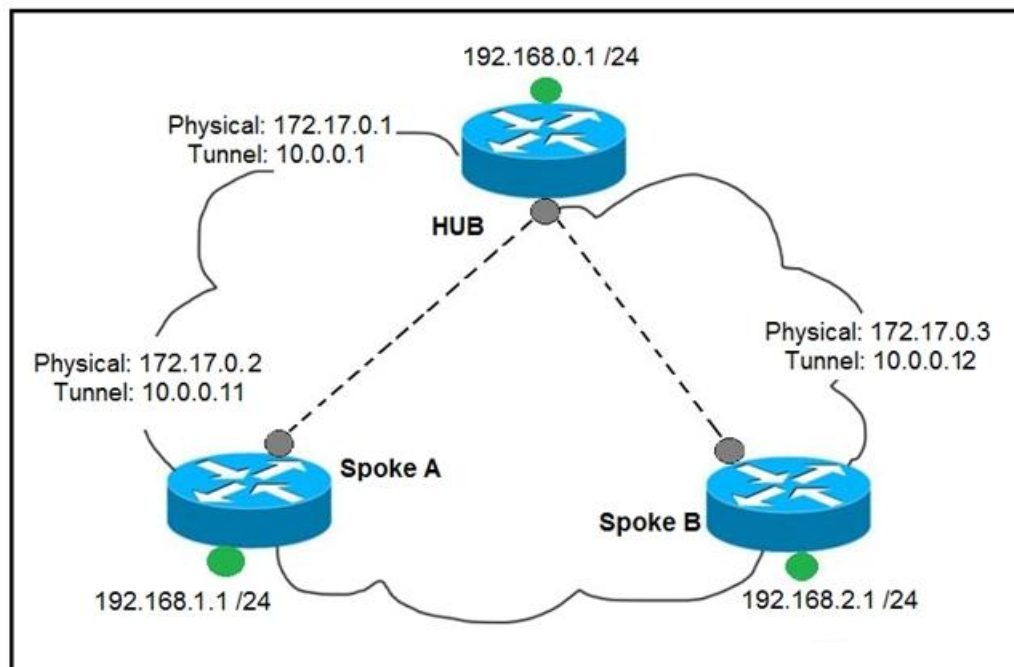 192.168.0.1 /24
Physical: 172.17.0.1
Tunnel: 10.0.0.1
HUB
Physical: 172.17.0.2
Tunnel: 10.0.0.11
Physical: 172.17.0.3
Tunnel: 10.0.0.12
Spoke A
Spoke B
192.168.1.1 /24
192.168.2.1 /24